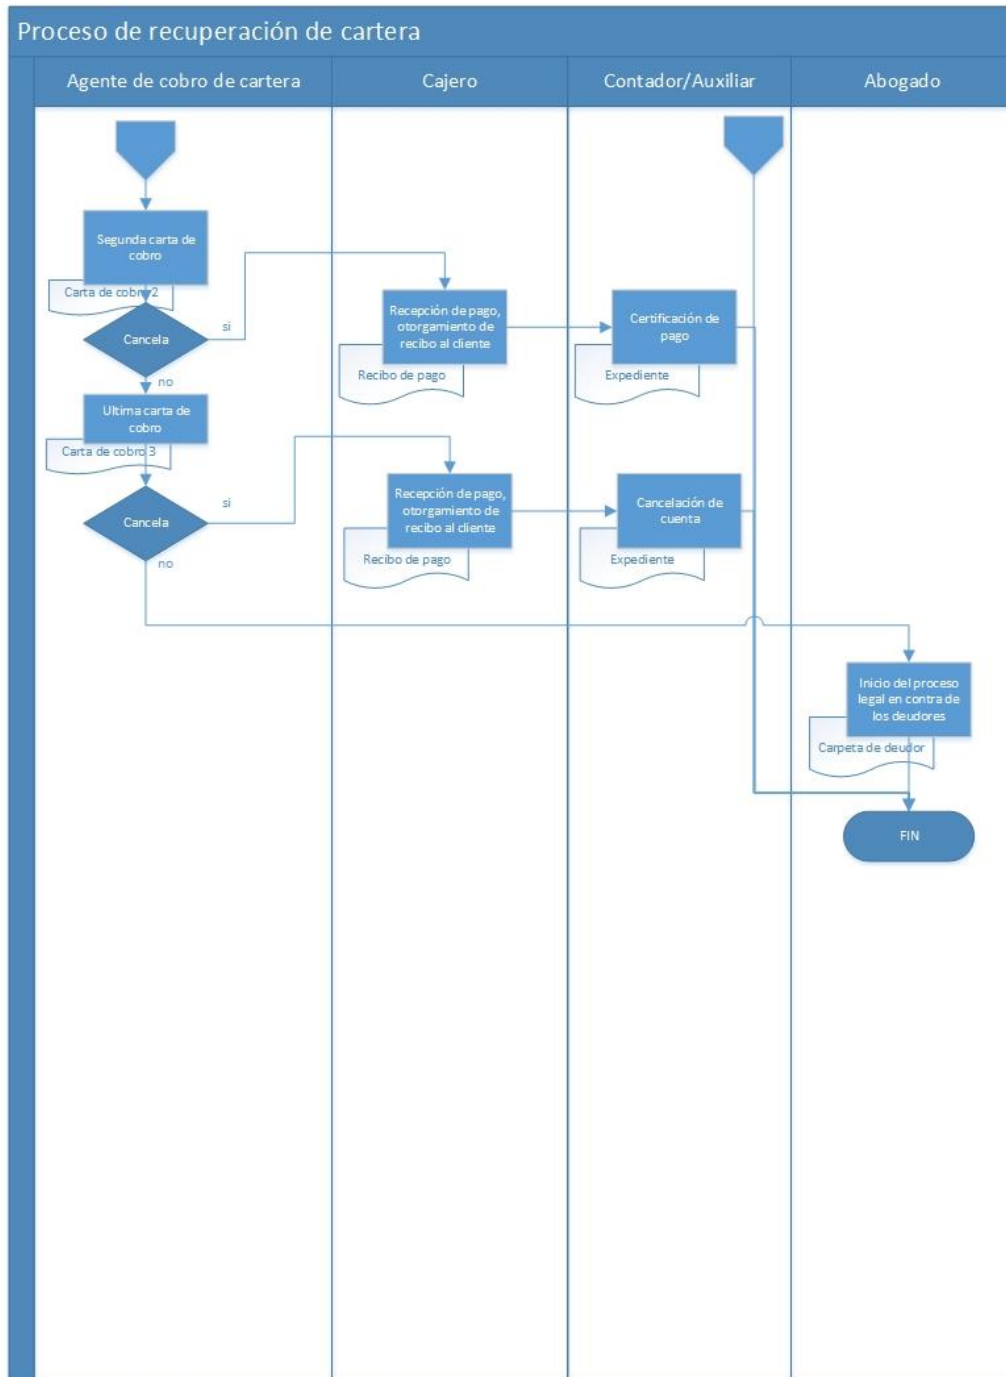 Proceso de recuperación de cartera
Agente de cobro de cartera
Cajero
Contador/Auxiliar
Abogado
Segunda carta de
cobro
Carta de cobro 2
Cancela
si
no
Recepción de pago,
otorgamiento de
recibo al cliente
Recibo de pago
Certificación de
pago
Expediente
Ultima carta de
cobro
Carta de cobro 3
Cancela
si
no
Recepción de pago,
otorgamiento de
recibo al cliente
Recibo de pago
Cancelación de
cuenta
Expediente
Inicio del proceso
legal en contra de
los deudores
Carpeta de deudor
FIN